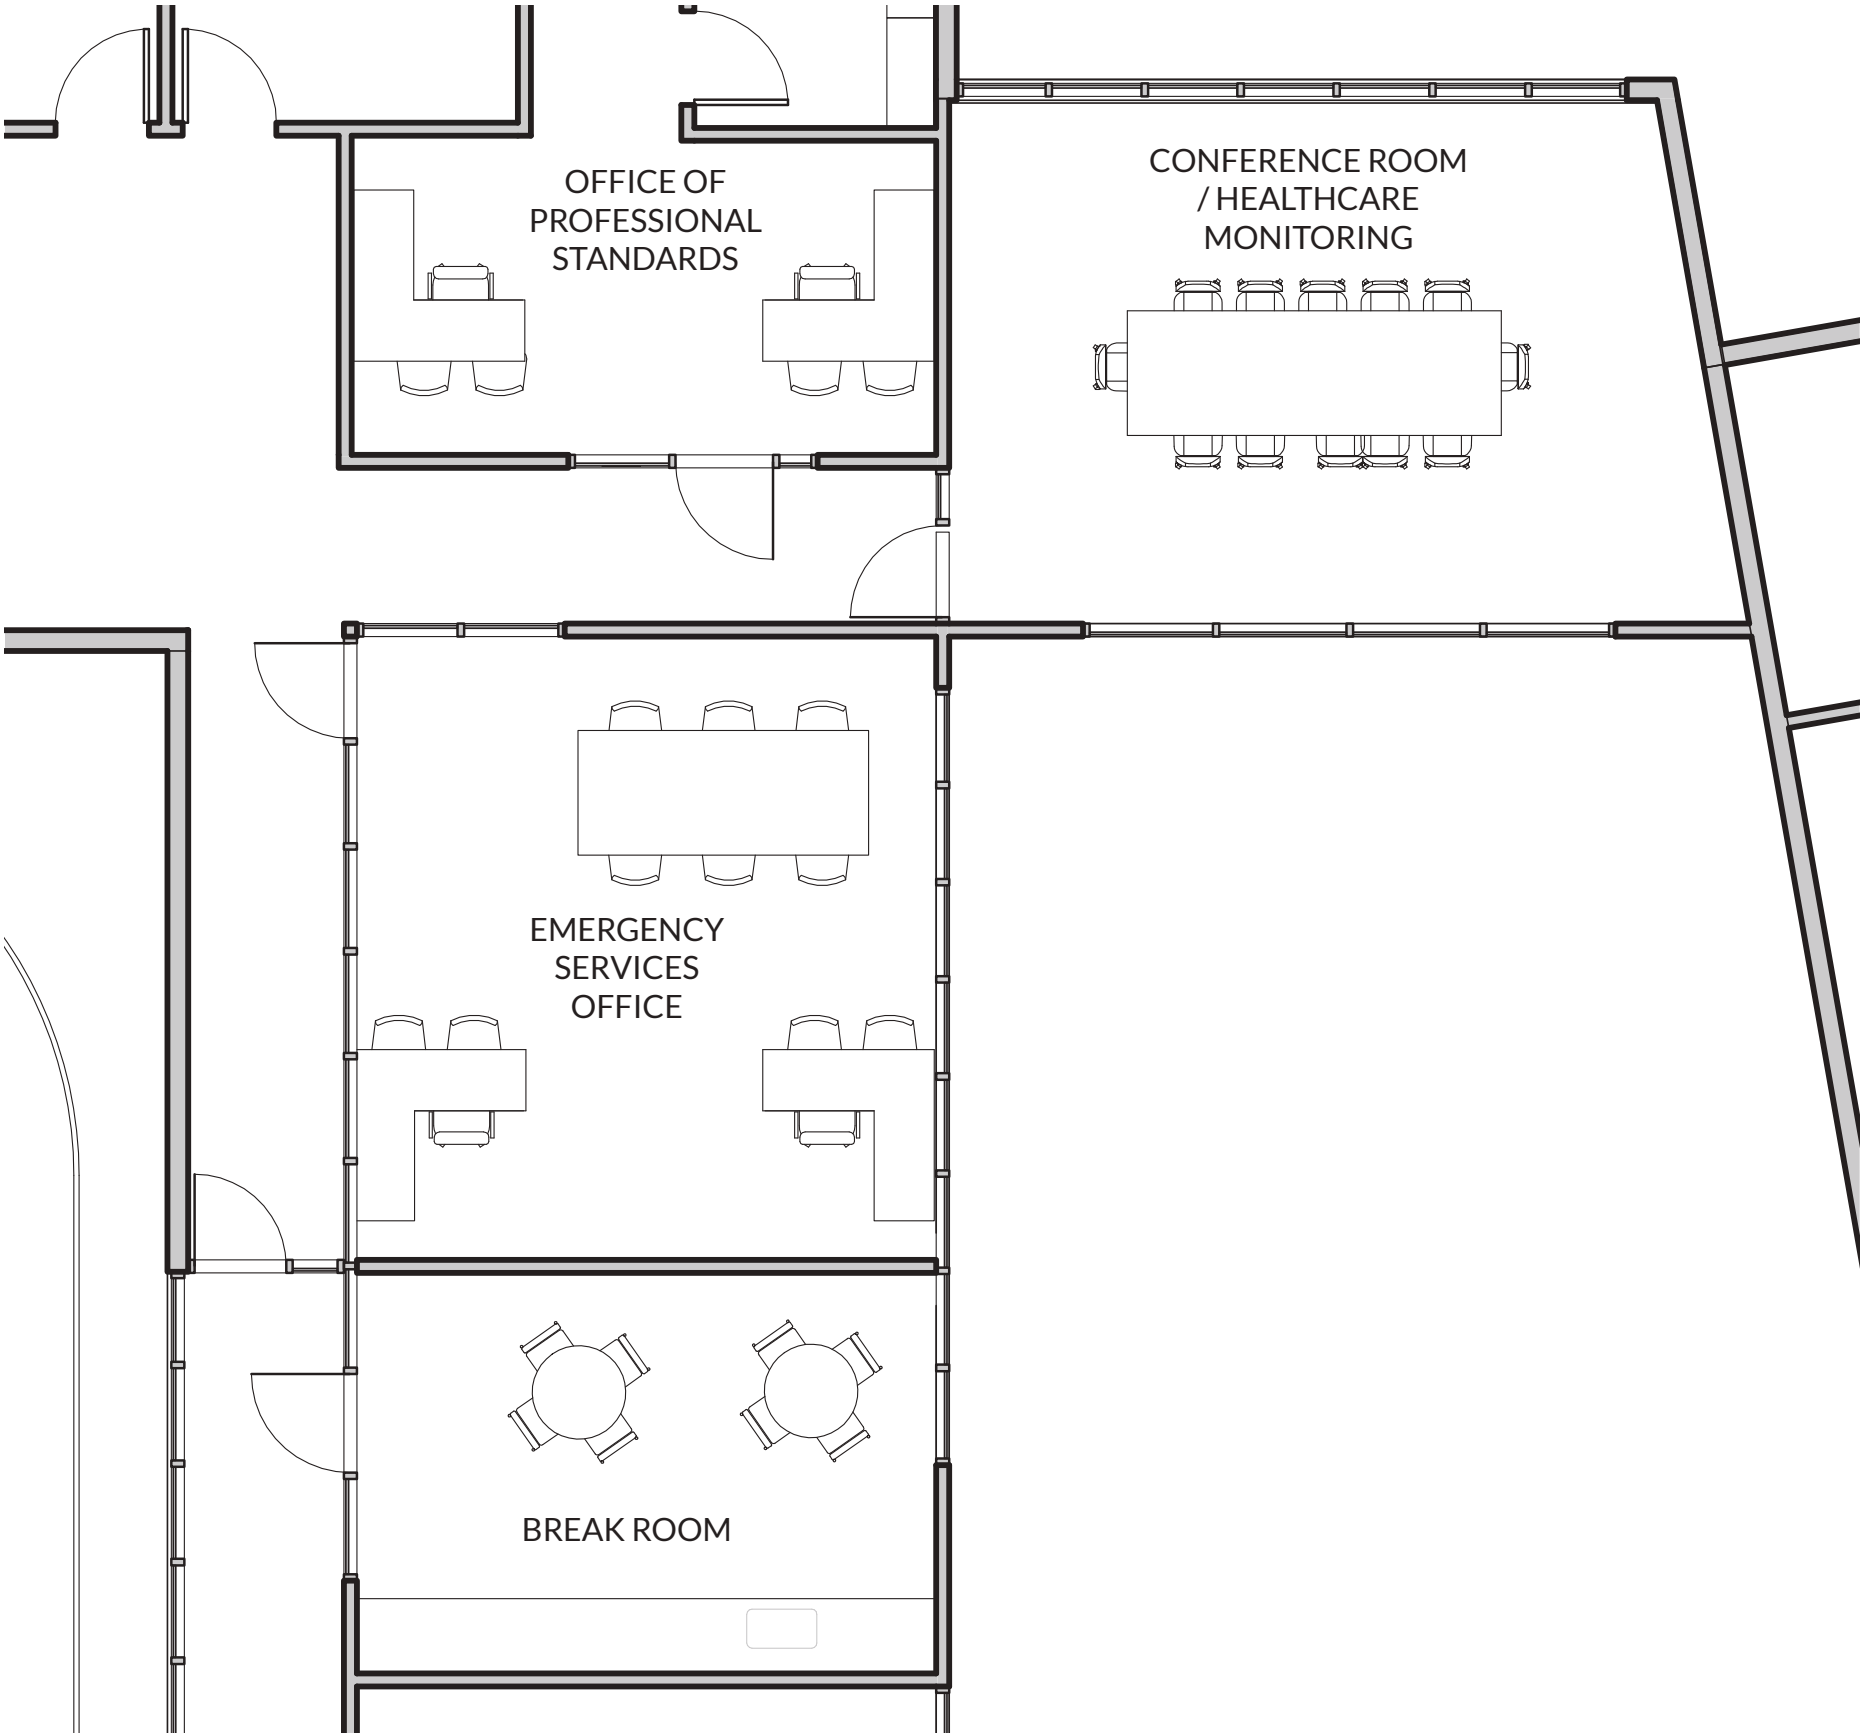 OFFICE OF
PROFESSIONAL
STANDARDS
CONFERENCE ROOM
/ HEALTHCARE
MONITORING
EMERGENCY
SERVICES
OFFICE
BREAK ROOM